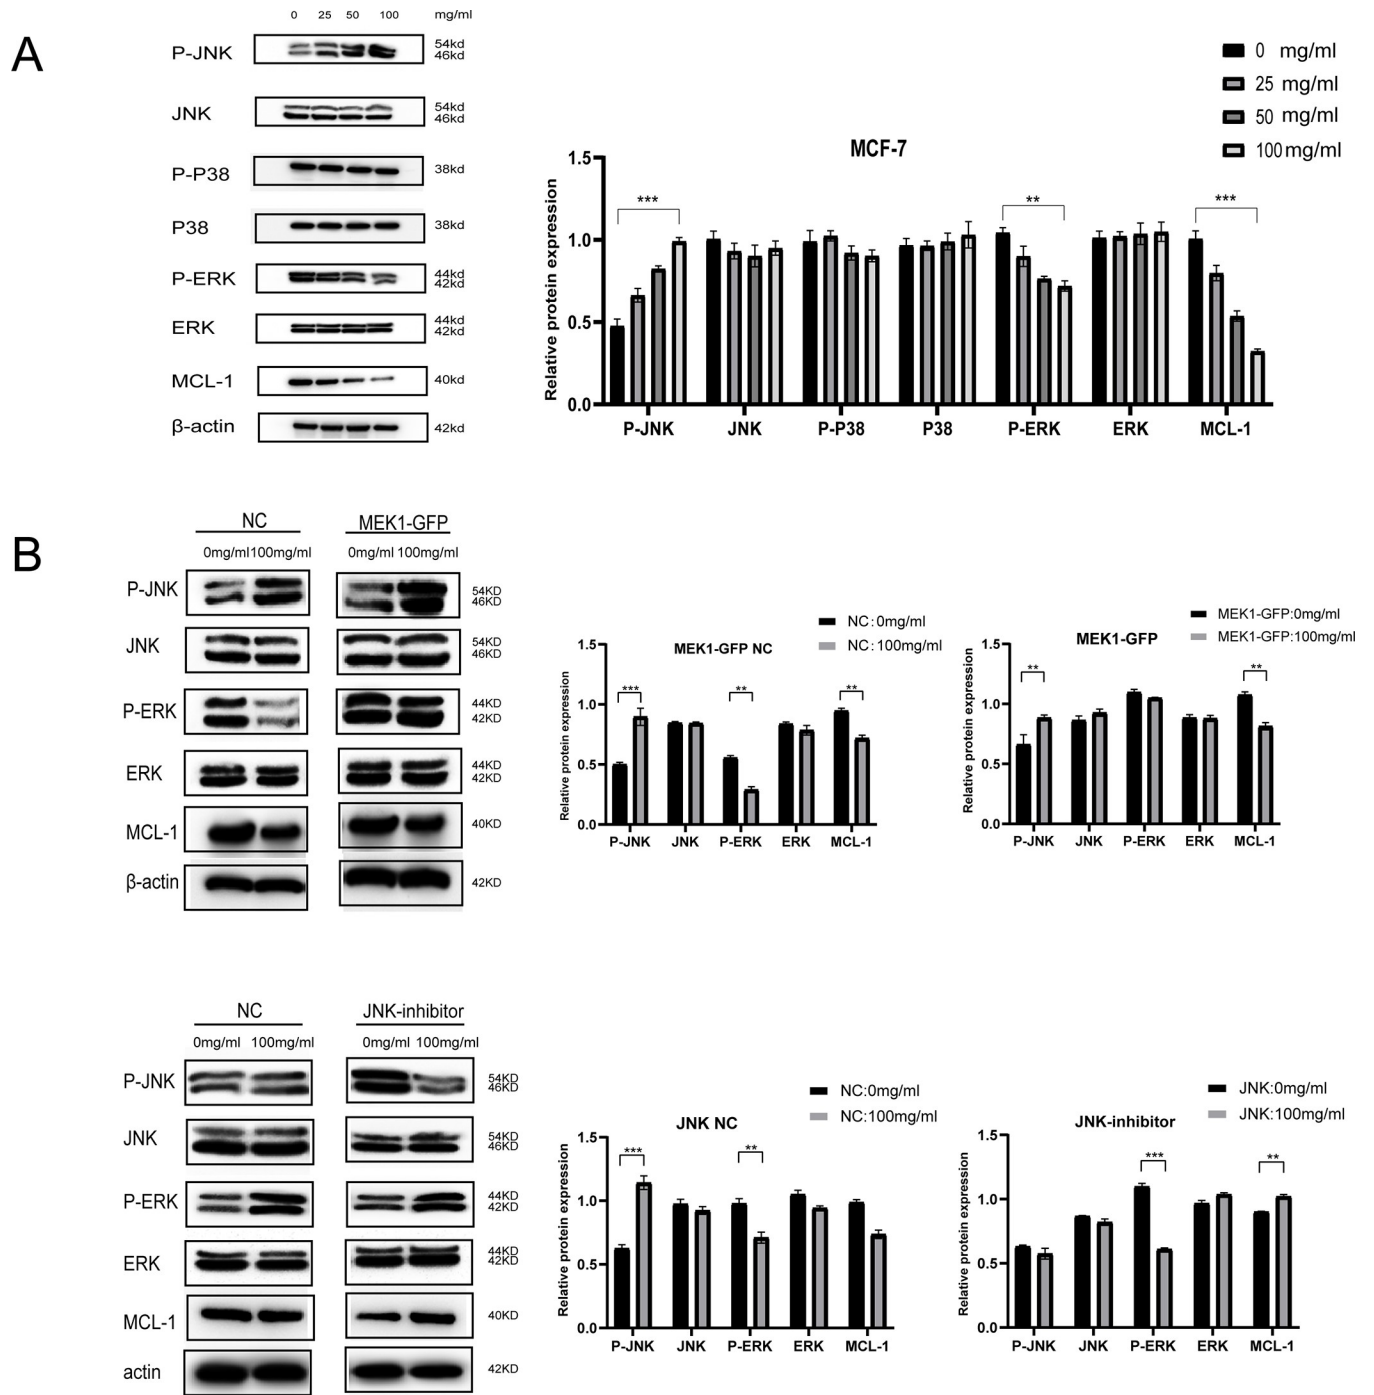 A
0 25 50 100 mg/ml
P-JNK 54kd
46kd
JNK 54kd
46kd
P-P38 38kd
P38 38kd
P-ERK 44kd
42kd
ERK 44kd
42kd
MCL-1 40kd
β-actin 42kd
0 mg/ml
25 mg/ml
50 mg/ml
100 mg/ml
MCF-7
Relative protein expression
1.5
1.0
0.5
0.0
*** ** ***
P-JNK JNK P-P38 P38 P-ERK ERK MCL-1
B
NC MEK1-GFP
0mg/ml 100mg/ml 0mg/ml 100mg/ml
P-JNK 54KD
46KD
JNK 54KD
46KD
P-ERK 44KD
42KD
ERK 44KD
42KD
MCL-1 40KD
β-actin 42KD
NC:0mg/ml
NC:100mg/ml
MEK1-GFP NC
Relative protein expression
1.5
1.0
0.5
0.0
*** ** **
P-JNK JNK P-ERK ERK MCL-1
MEK1-GFP:0mg/ml
MEK1-GFP:100mg/ml
MEK1-GFP
Relative protein expression
1.5
1.0
0.5
0.0
** **
P-JNK JNK P-ERK ERK MCL-1
NC JNK-inhibitor
0mg/ml 100mg/ml 0mg/ml 100mg/ml
P-JNK 54KD
46KD
JNK 54KD
46KD
P-ERK 44KD
42KD
ERK 44KD
42KD
MCL-1 40KD
actin 42KD
NC:0mg/ml
NC:100mg/ml
JNK NC
Relative protein expression
1.5
1.0
0.5
0.0
*** **
P-JNK JNK P-ERK ERK MCL-1
JNK:0mg/ml
JNK:100mg/ml
JNK-inhibitor
Relative protein expression
1.5
1.0
0.5
0.0
*** **
P-JNK JNK P-ERK ERK MCL-1